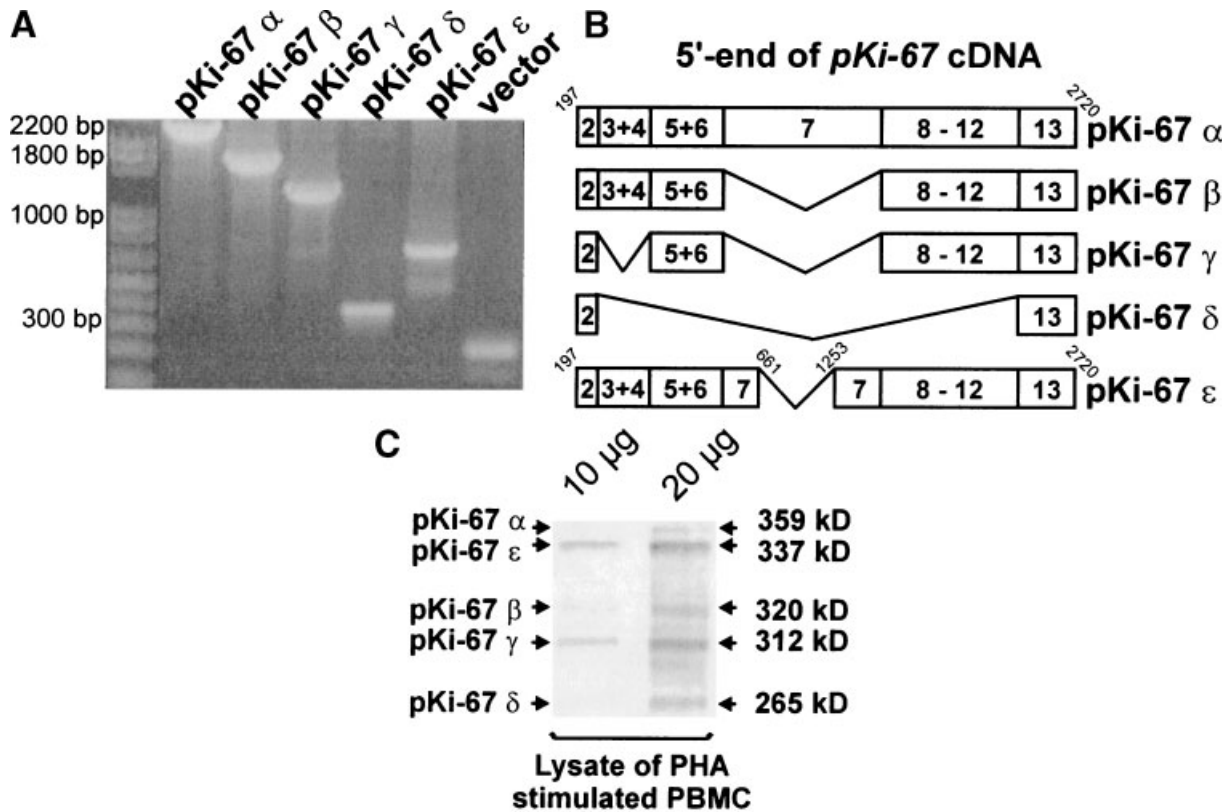 A
pKi-67 α
pKi-67 β
pKi-67 γ
pKi-67 δ
pKi-67 ε
vector
2200 bp
1800 bp
1000 bp
300 bp
B
5'-end of pKi-67 cDNA
197 2720
2 3+4 5+6 7 8 - 12 13 pKi-67 α
2 3+4 5+6 8 - 12 13 pKi-67 β
2 5+6 8 - 12 13 pKi-67 γ
2 13 pKi-67 δ
197 661 1253 2720
2 3+4 5+6 7 7 8 - 12 13 pKi-67 ε
C
10 µg 20 µg
pKi-67 α 359 kD
pKi-67 ε 337 kD
pKi-67 β 320 kD
pKi-67 γ 312 kD
pKi-67 δ 265 kD
Lysate of PHA
stimulated PBMC